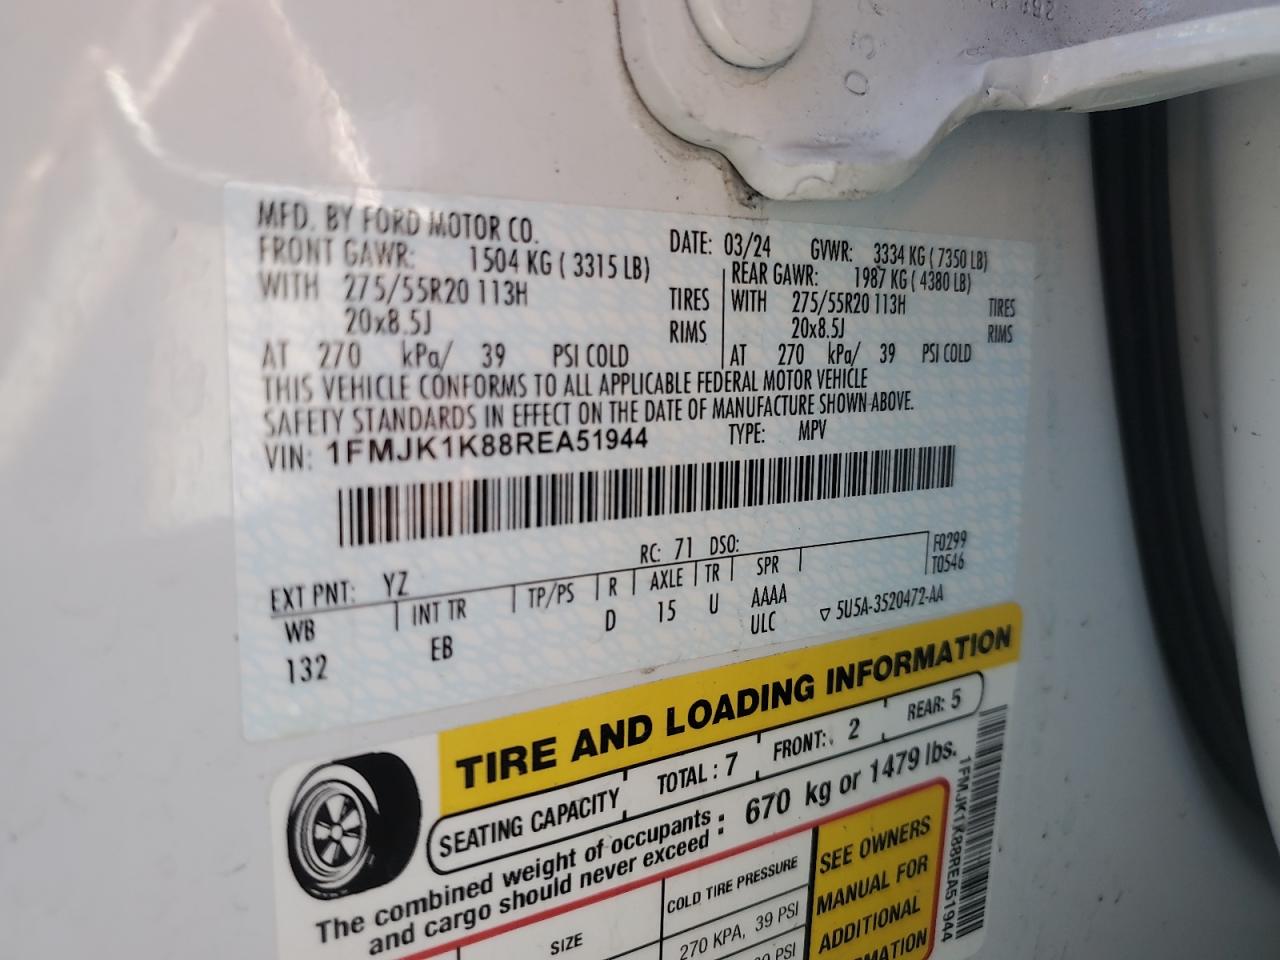 MFD. BY FORD MOTOR CO.
DATE: 03/24 GVWR: 3334 KG ( 7350 LB)
FRONT GAWR: 1504 KG ( 3315 LB) REAR GAWR: 1987 KG ( 4380 LB)
WITH 275/55R20 113H TIRES WITH 275/55R20 113H TIRES
20x8.5J RIMS 20x8.5J RIMS
AT 270 kPa/ 39 PSI COLD AT 270 kPa/ 39 PSI COLD
THIS VEHICLE CONFORMS TO ALL APPLICABLE FEDERAL MOTOR VEHICLE
SAFETY STANDARDS IN EFFECT ON THE DATE OF MANUFACTURE SHOWN ABOVE.
VIN: 1FMJK1K88REA51944 TYPE: MPV
RC: 71 DSO: F0299
T0546
EXT PNT: YZ
WB INT TR TP/PS R AXLE TR SPR
132 EB D 15 U AAAA
ULC
5U5A-3520472-AA
TIRE AND LOADING INFORMATION
SEATING CAPACITY TOTAL : 7 FRONT: 2 REAR: 5
The combined weight of occupants and cargo should never exceed : 670 kg or 1479 lbs.
SIZE COLD TIRE PRESSURE
270 KPA, 39 PSI
PSI
SEE OWNERS
MANUAL FOR
ADDITIONAL
1FMJK1K88REA51944